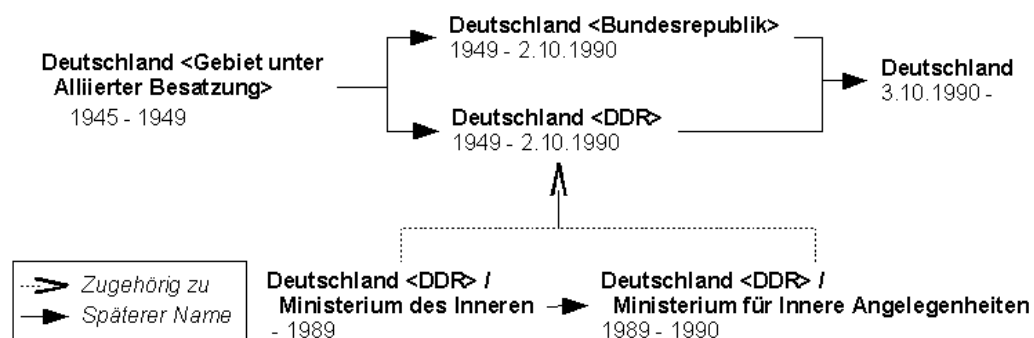 Deutschland <Gebiet unter
Alliierter Besatzung>
1945 - 1949
Deutschland <Bundesrepublik>
1949 - 2.10.1990
Deutschland <DDR>
1949 - 2.10.1990
Deutschland
3.10.1990 -
Zugehörig zu
Späterer Name
Deutschland <DDR> /
Ministerium des Inneren
- 1989
Deutschland <DDR> /
Ministerium für Innere Angelegenheiten
1989 - 1990